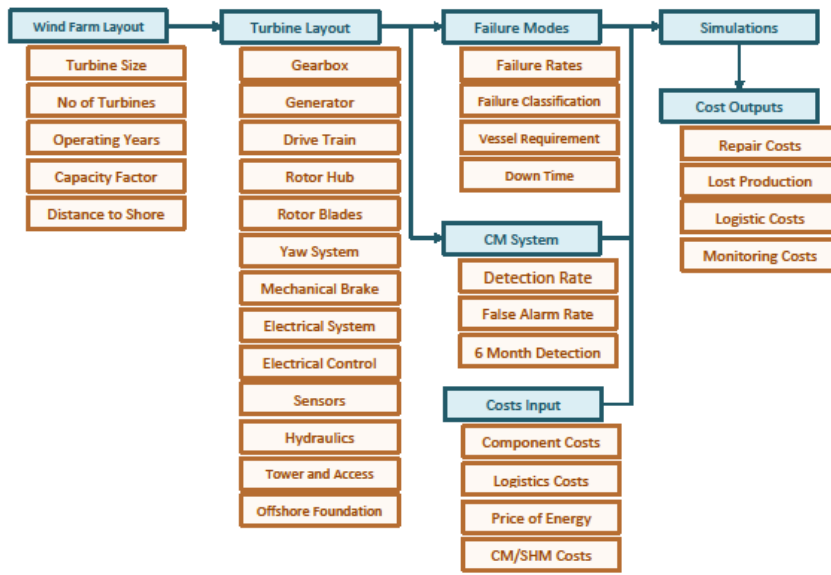 Wind Farm Layout
Turbine Size
No of Turbines
Operating Years
Capacity Factor
Distance to Shore
Turbine Layout
Gearbox
Generator
Drive Train
Rotor Hub
Rotor Blades
Yaw System
Mechanical Brake
Electrical System
Electrical Control
Sensors
Hydraulics
Tower and Access
Offshore Foundation
Failure Modes
Failure Rates
Failure Classification
Vessel Requirement
Down Time
CM System
Detection Rate
False Alarm Rate
6 Month Detection
Costs Input
Component Costs
Logistics Costs
Price of Energy
CM/SHM Costs
Simulations
Cost Outputs
Repair Costs
Lost Production
Logistic Costs
Monitoring Costs